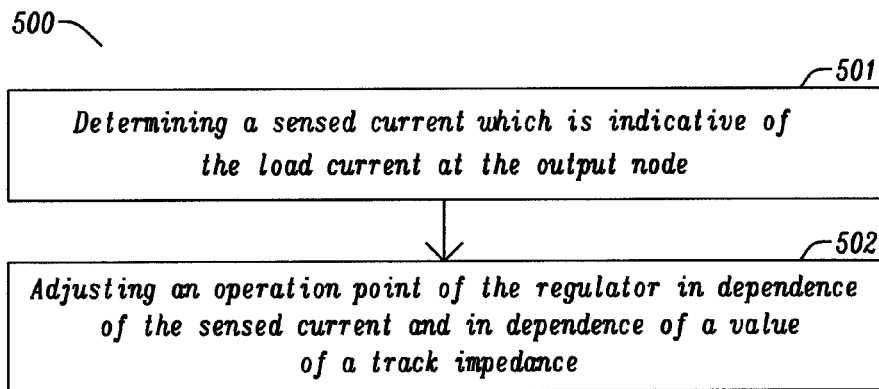 500
501
Determining a sensed current which is indicative of
the load current at the output node
502
Adjusting an operation point of the regulator in dependence
of the sensed current and in dependence of a value
of a track impedance